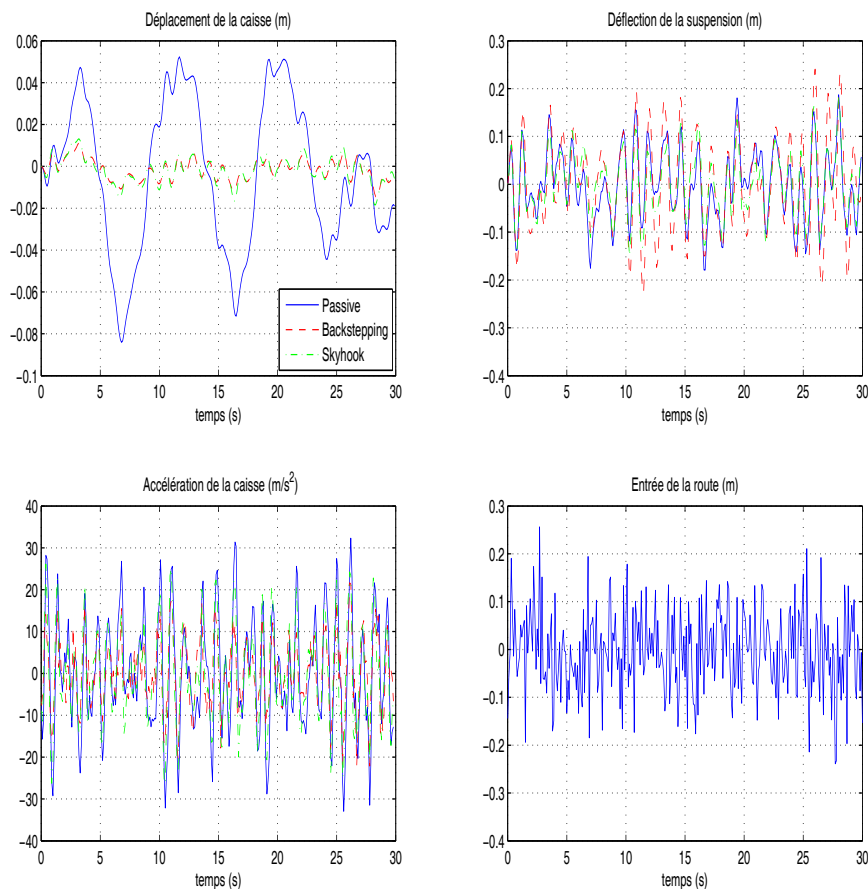 Déplacement de la caisse (m)
0.06
0.04
0.02
0
−0.02
−0.04
−0.06
−0.08
−0.1
0 5 10 15 20 25 30
temps (s)
Passive
Backstepping
Skyhook
Déflection de la suspension (m)
0.3
0.2
0.1
0
−0.1
−0.2
−0.3
−0.4
0 5 10 15 20 25 30
temps (s)
Accélération de la caisse (m/s²)
40
30
20
10
0
−10
−20
−30
−40
0 5 10 15 20 25 30
temps (s)
Entrée de la route (m)
0.3
0.2
0.1
0
−0.1
−0.2
−0.3
−0.4
0 5 10 15 20 25 30
temps (s)